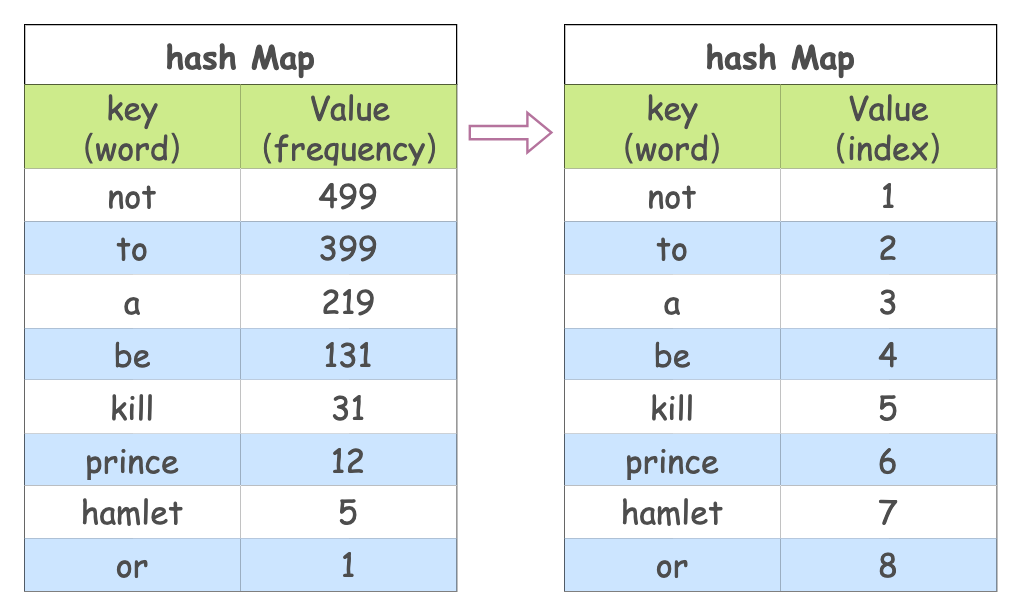 hash Map
key (word) Value (frequency)
not 499
to 399
a 219
be 131
kill 31
prince 12
hamlet 5
or 1
hash Map
key (word) Value (index)
not 1
to 2
a 3
be 4
kill 5
prince 6
hamlet 7
or 8